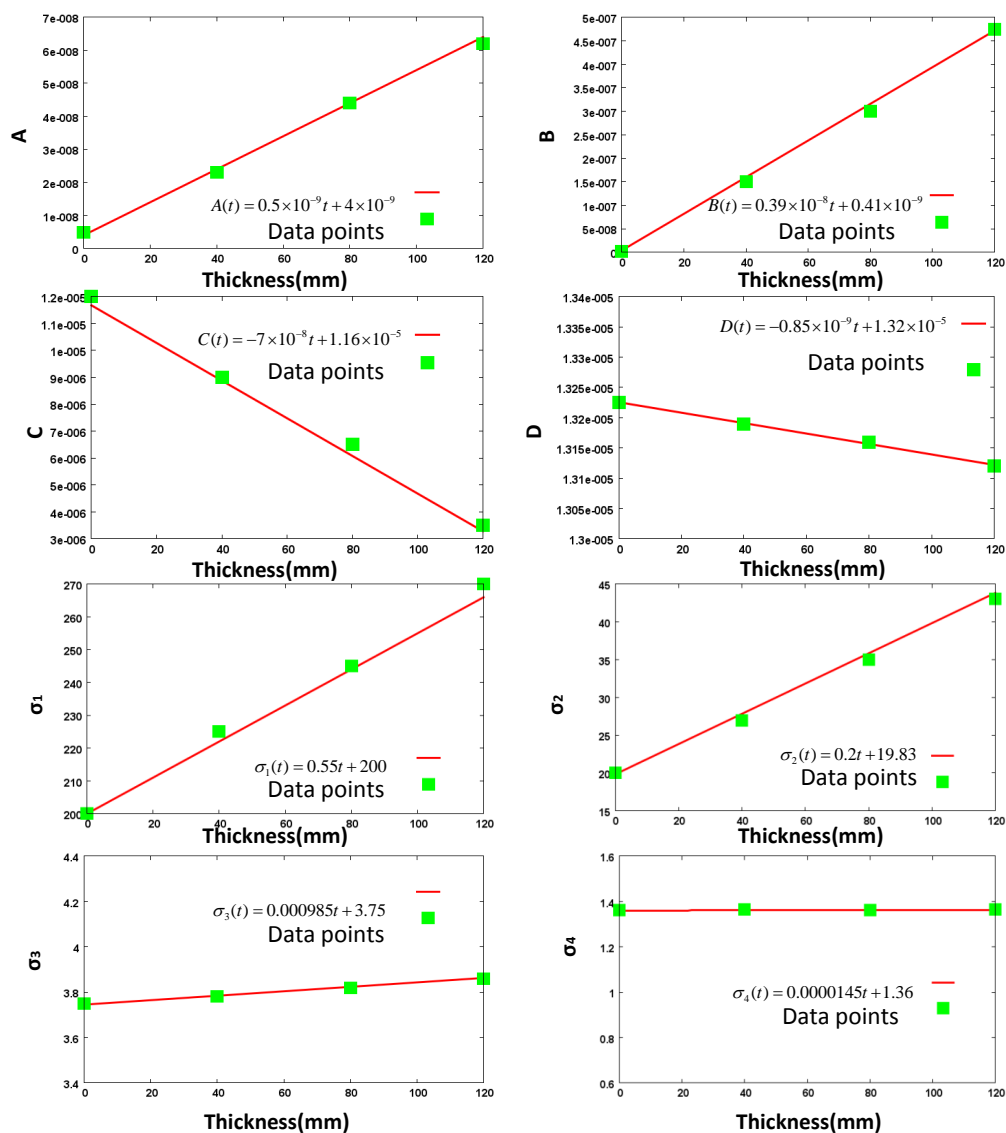 7e-008
6e-008
5e-008
4e-008
3e-008
2e-008
1e-008
0
A
A(t) = 0.5×10⁻⁹t + 4×10⁻⁹
Data points
0 20 40 60 80 100 120
Thickness(mm)
5e-007
4.5e-007
4e-007
3.5e-007
3e-007
2.5e-007
2e-007
1.5e-007
1e-007
5e-008
0
B
B(t) = 0.39×10⁻⁸t + 0.41×10⁻⁹
Data points
0 20 40 60 80 100 120
Thickness(mm)
1.2e-005
1.1e-005
1e-005
9e-006
8e-006
7e-006
6e-006
5e-006
4e-006
3e-006
C
C(t) = −7×10⁻⁸t + 1.16×10⁻⁵
Data points
0 20 40 60 80 100 120
Thickness(mm)
1.34e-005
1.335e-005
1.33e-005
1.325e-005
1.32e-005
1.315e-005
1.31e-005
1.305e-005
1.3e-005
D
D(t) = −0.85×10⁻⁹t + 1.32×10⁻⁵
Data points
0 20 40 60 80 100 120
Thickness(mm)
270
260
250
240
230
220
210
200
σ1
σ₁(t) = 0.55t + 200
Data points
0 20 40 60 80 100 120
Thickness(mm)
45
40
35
30
25
20
15
σ2
σ₂(t) = 0.2t + 19.83
Data points
0 20 40 60 80 100 120
Thickness(mm)
4.4
4.2
4
3.8
3.6
3.4
σ3
σ₃(t) = 0.000985t + 3.75
Data points
0 20 40 60 80 100 120
Thickness(mm)
1.6
1.4
1.2
1
0.8
0.6
σ4
σ₄(t) = 0.0000145t + 1.36
Data points
0 20 40 60 80 100 120
Thickness(mm)